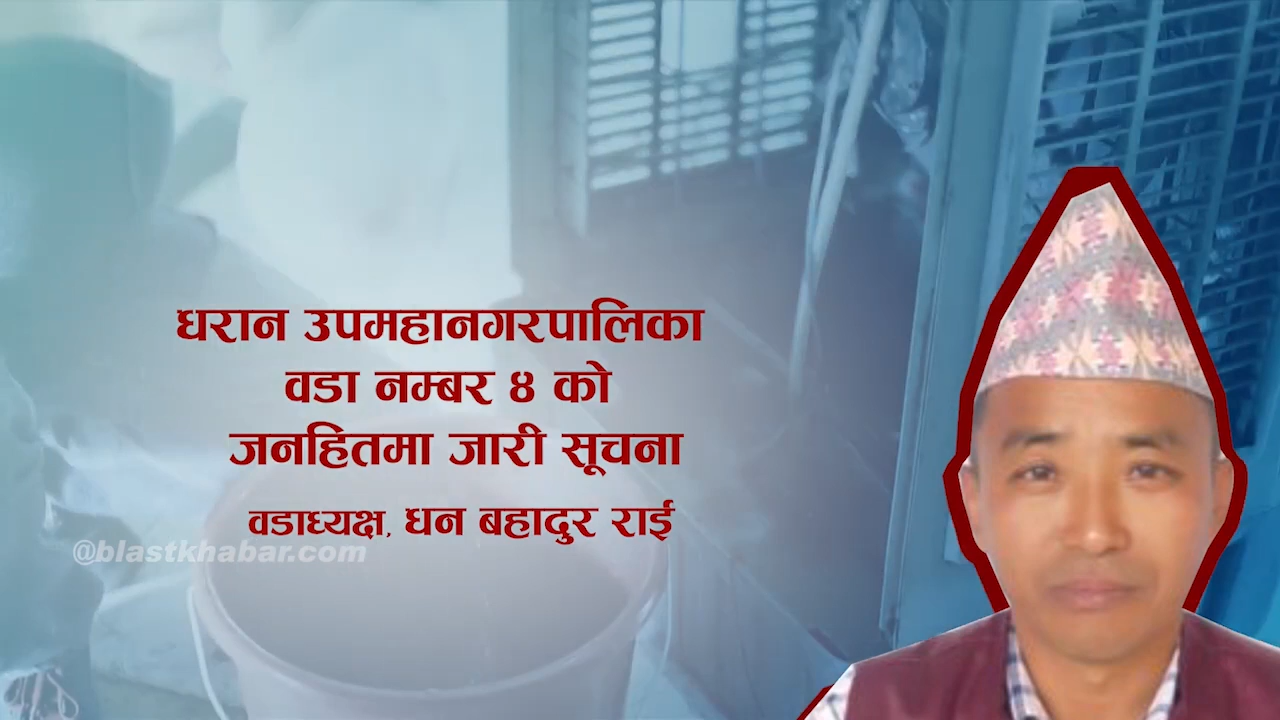 धरान उपमहानगरपालिका
वडा नम्बर ४ को
जनहितमा जारी सूचना
वडाध्यक्ष, धन बहादुर राई
@blastkhabar.com